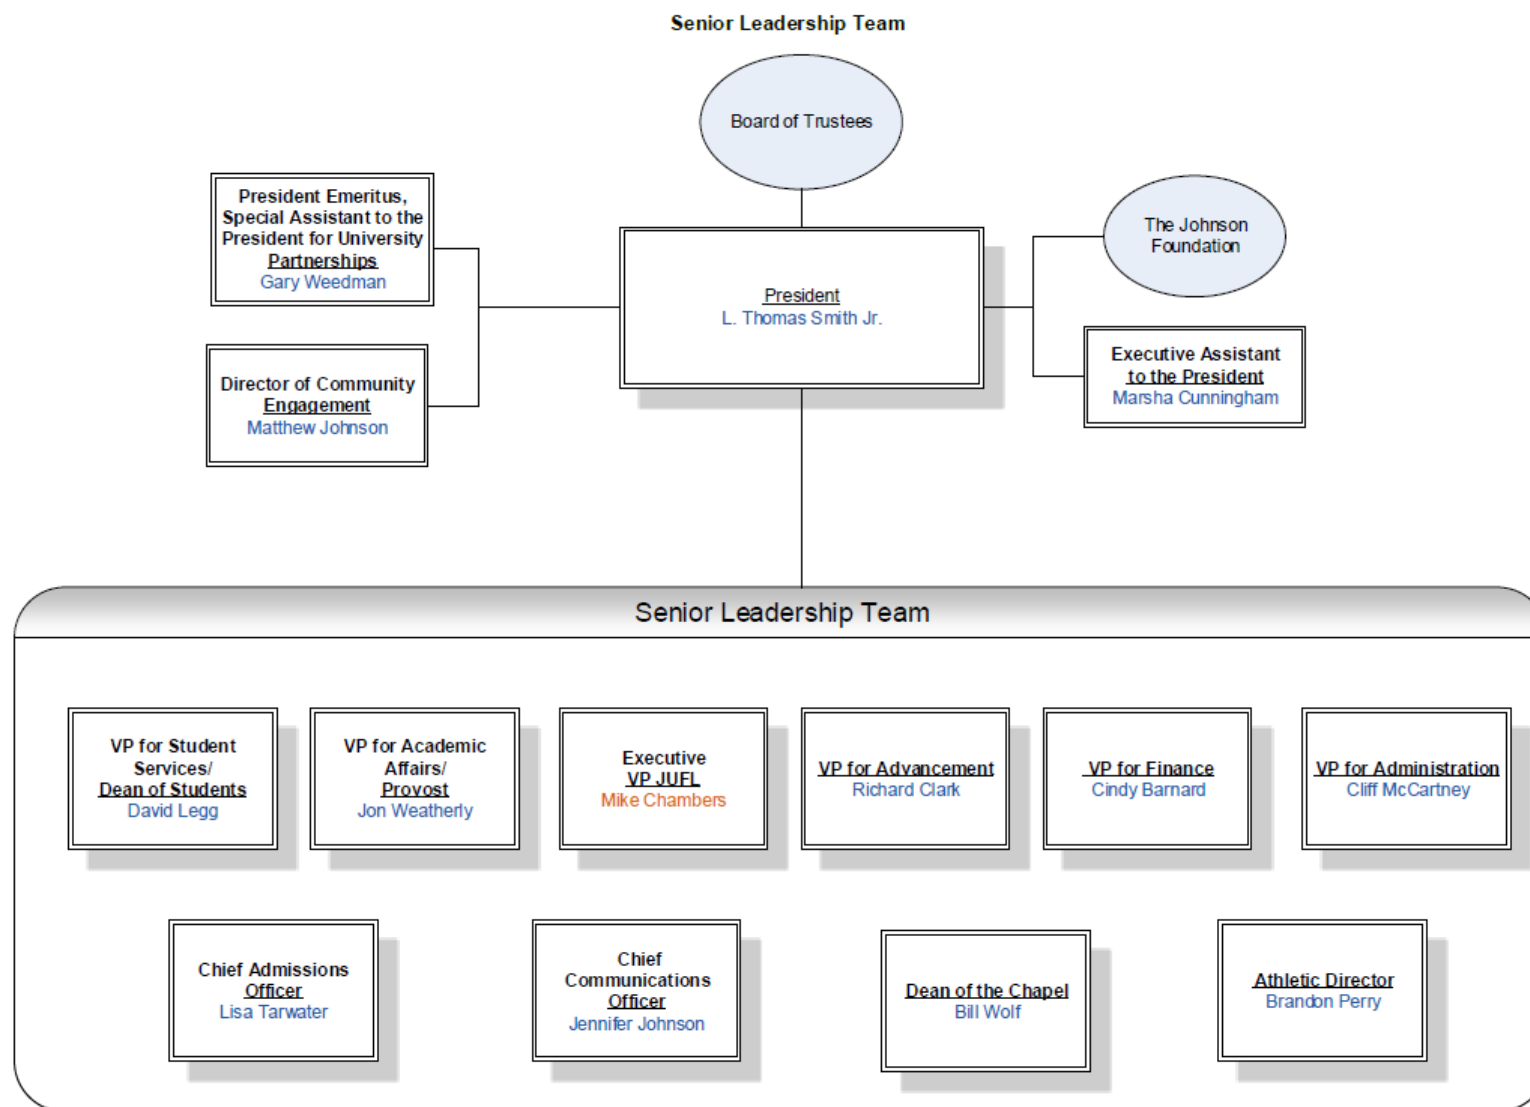 Senior Leadership Team
Board of Trustees
President Emeritus,
Special Assistant to the
President for University
Partnerships
Gary Weedman
The Johnson
Foundation
President
L. Thomas Smith Jr.
Director of Community
Engagement
Matthew Johnson
Executive Assistant
to the President
Marsha Cunningham
Senior Leadership Team
VP for Student
Services/
Dean of Students
David Legg
VP for Academic
Affairs/
Provost
Jon Weatherly
Executive
VP JUFL
Mike Chambers
VP for Advancement
Richard Clark
VP for Finance
Cindy Barnard
VP for Administration
Cliff McCartney
Chief Admissions
Officer
Lisa Tarwater
Chief
Communications
Officer
Jennifer Johnson
Dean of the Chapel
Bill Wolf
Athletic Director
Brandon Perry